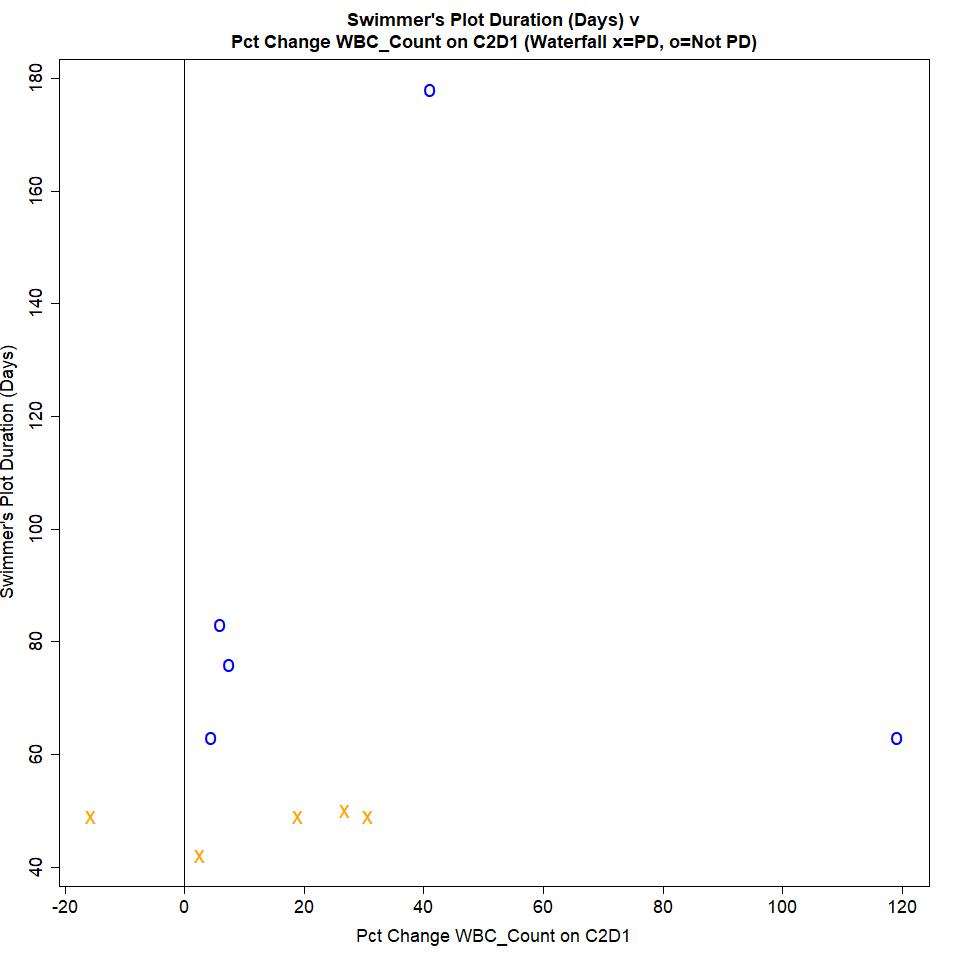 Swimmer's Plot Duration (Days) v
Pct Change WBC_Count on C2D1 (Waterfall x=PD, o=Not PD)
Swimmer's Plot Duration (Days)
180
160
140
120
100
80
60
40
O
O
O
O
O
X
X
X
X
X
-20 0 20 40 60 80 100 120
Pct Change WBC_Count on C2D1